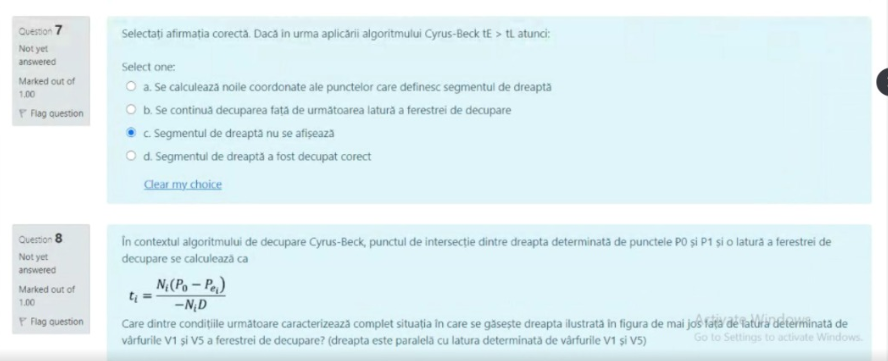 Question 7
Not yet
answered
Marked out of
1.00
Flag question
Selectați afirmația corectă. Dacă în urma aplicării algoritmului Cyrus-Beck tE > tL atunci:
Select one:
a. Se calculează noile coordonate ale punctelor care definesc segmentul de dreaptă
b. Se continuă decuparea față de următoarea latură a ferestrei de decupare
c. Segmentul de dreaptă nu se afișează
d. Segmentul de dreaptă a fost decupat corect
Clear my choice
Question 8
Not yet
answered
Marked out of
1.00
Flag question
În contextul algoritmului de decupare Cyrus-Beck, punctul de intersecție dintre dreapta determinată de punctele P0 și P1 și o latură a ferestrei de
decupare se calculează ca
t_i = N_i(P_0 − P_{e_i}) / −N_iD
Care dintre condițiile următoare caracterizează complet situația în care se găsește dreapta ilustrată în figura de mai jos față de latura determinată de
vârfurile V1 și V5 a ferestrei de decupare? (dreapta este paralelă cu latura determinată de vârfurile V1 și V5)
Activate Windows
Go to Settings to activate Windows.